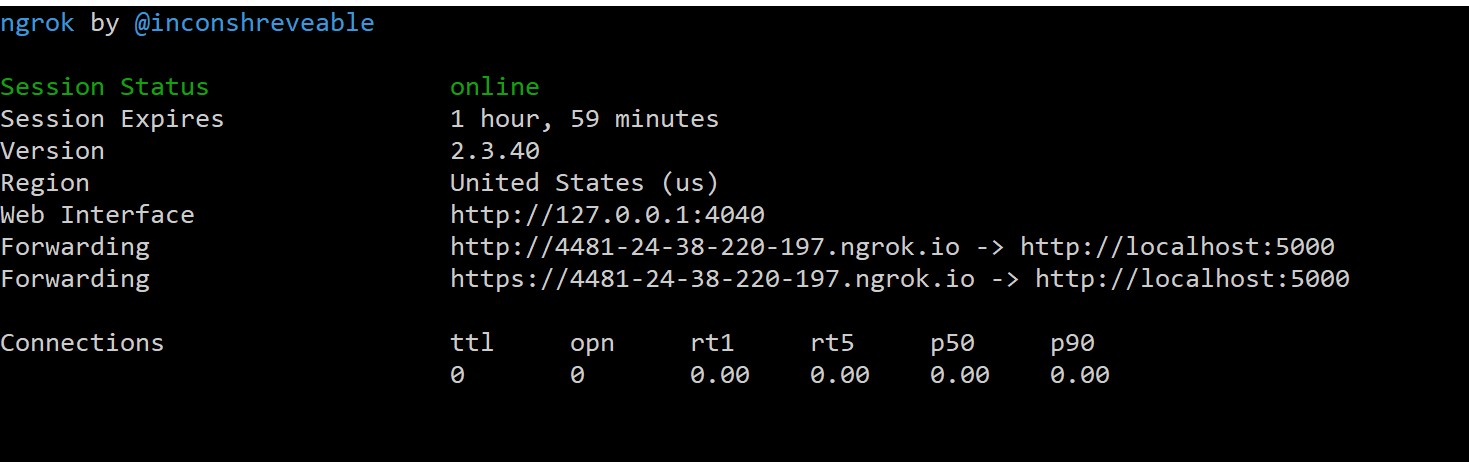 ngrok by @inconshreveable
Session Status online
Session Expires 1 hour, 59 minutes
Version 2.3.40
Region United States (us)
Web Interface http://127.0.0.1:4040
Forwarding http://4481-24-38-220-197.ngrok.io -> http://localhost:5000
Forwarding https://4481-24-38-220-197.ngrok.io -> http://localhost:5000
Connections ttl opn rt1 rt5 p50 p90
0 0 0.00 0.00 0.00 0.00